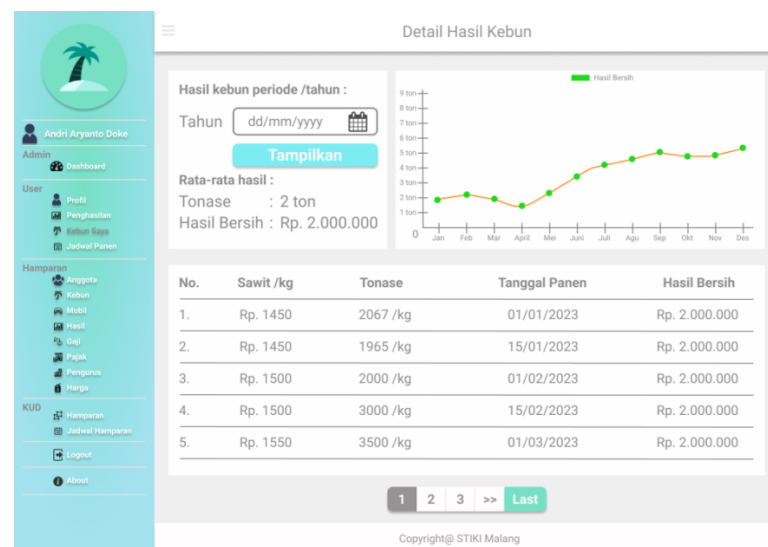 Detail Hasil Kebun
Andri Aryanto Doke
Admin
Dashboard
User
Profil
Penghasilan
Kebun Saya
Jadwal Panen
Hamparan
Anggota
Kebun
Mobil
Hasil
Gaji
Pajak
Pengurus
Harga
KUD
Hamparan
Jadwal Hamparan
Logout
About
Hasil kebun periode /tahun :
Tahun dd/mm/yyyy
Tampilkan
Rata-rata hasil :
Tonase : 2 ton
Hasil Bersih : Rp. 2.000.000
Hasil Bersih
9 ton
8 ton
7 ton
6 ton
5 ton
4 ton
3 ton
2 ton
1 ton
0
Jan Feb Mar April Mei Juni Juli Agu Sep Okt Nov Des
No. Sawit /kg Tonase Tanggal Panen Hasil Bersih
1. Rp. 1450 2067 /kg 01/01/2023 Rp. 2.000.000
2. Rp. 1450 1965 /kg 15/01/2023 Rp. 2.000.000
3. Rp. 1500 2000 /kg 01/02/2023 Rp. 2.000.000
4. Rp. 1500 3000 /kg 15/02/2023 Rp. 2.000.000
5. Rp. 1550 3500 /kg 01/03/2023 Rp. 2.000.000
1 2 3 >> Last
Copyright@ STIKI Malang